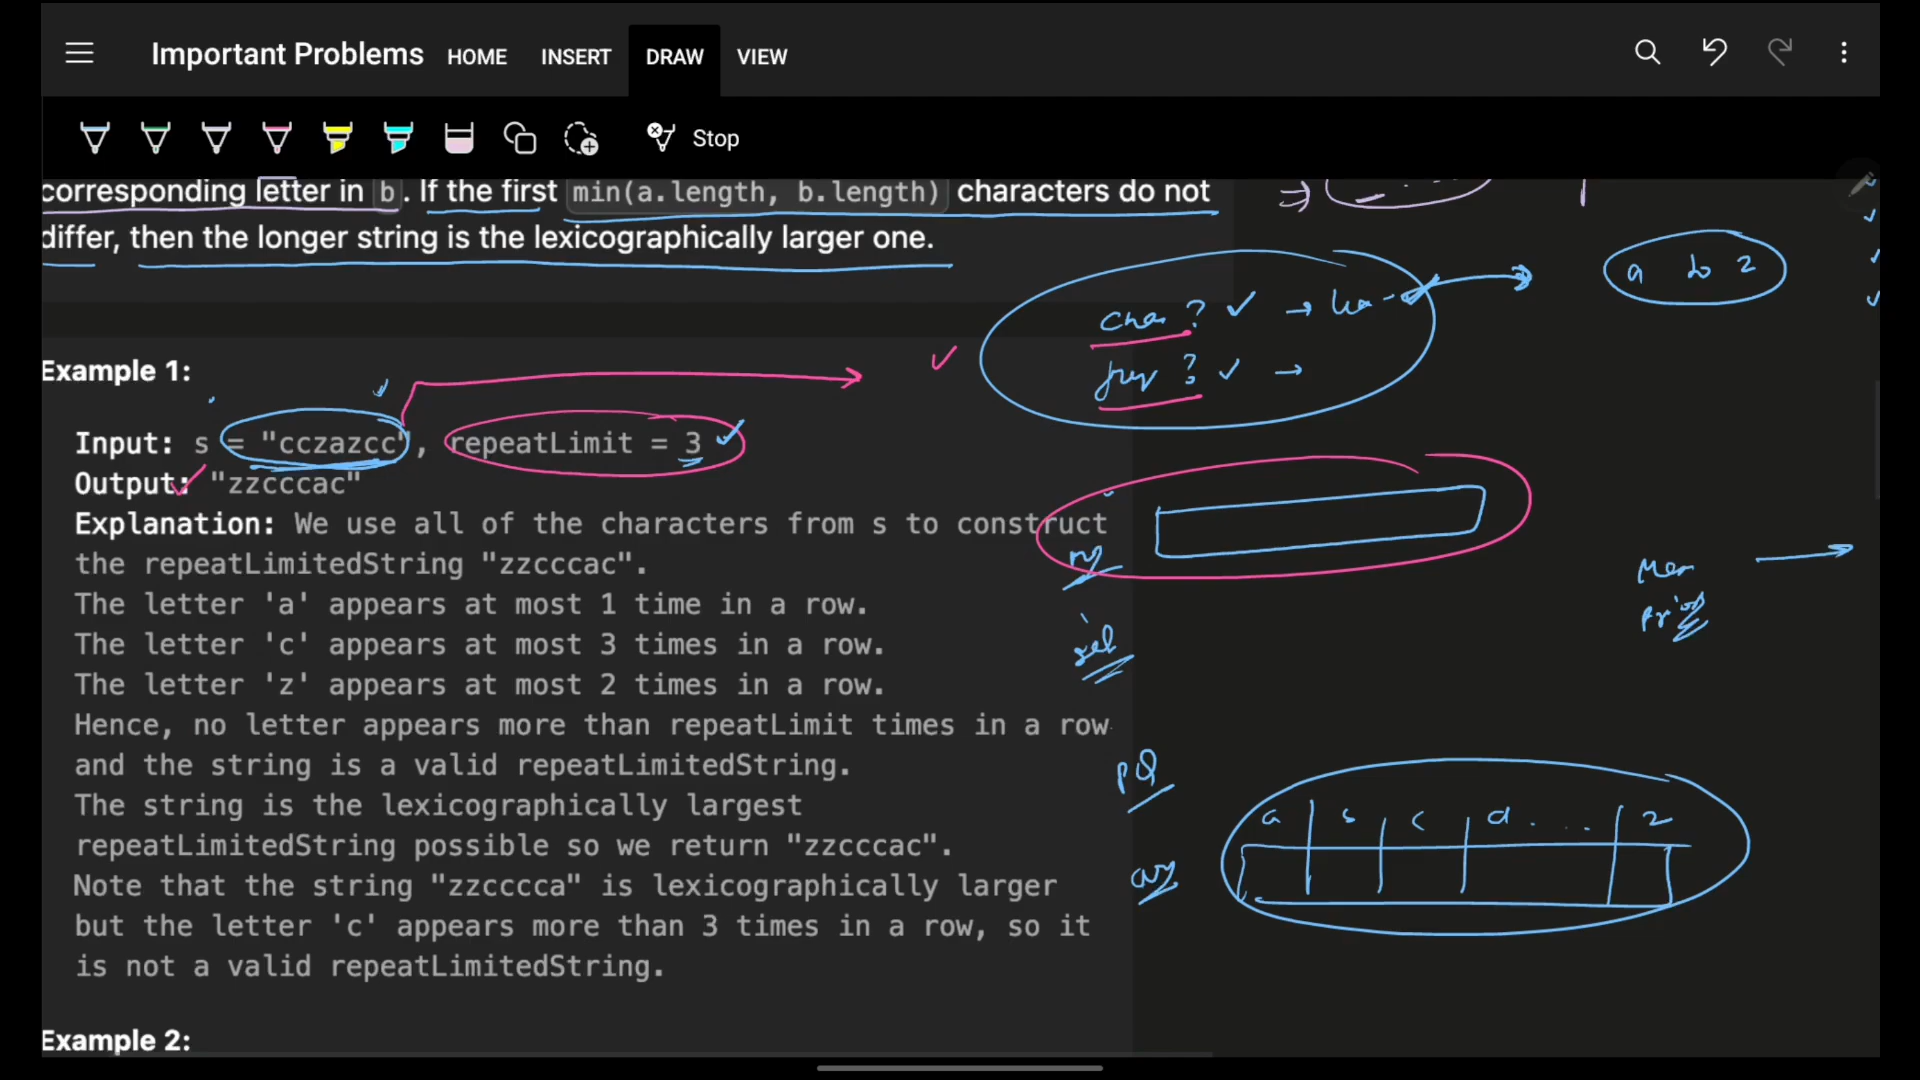 Important Problems HOME INSERT DRAW VIEW
Stop
corresponding letter in b. If the first min(a.length, b.length) characters do not
differ, then the longer string is the lexicographically larger one.
a to z
char ? →
freq ? →
Example 1:
Input: s = "cczazcc", repeatLimit = 3
Output: "zzcccac"
Explanation: We use all of the characters from s to construct
the repeatLimitedString "zzcccac".
The letter 'a' appears at most 1 time in a row.
The letter 'c' appears at most 3 times in a row.
The letter 'z' appears at most 2 times in a row.
Hence, no letter appears more than repeatLimit times in a row
and the string is a valid repeatLimitedString.
The string is the lexicographically largest
repeatLimitedString possible so we return "zzcccac".
Note that the string "zzcccca" is lexicographically larger
but the letter 'c' appears more than 3 times in a row, so it
is not a valid repeatLimitedString.
PQ
a b c d . . . z
Example 2: